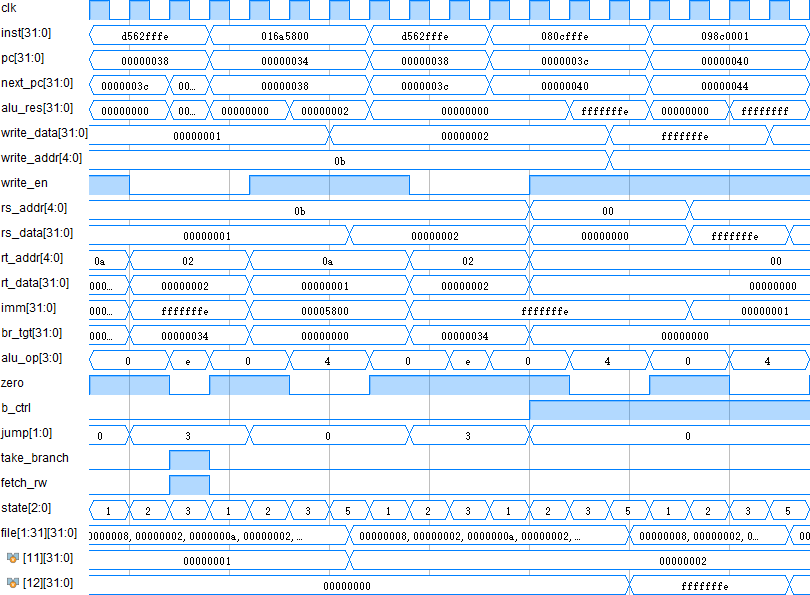 clk
inst[31:0] d562fffe 016a5800 d562fffe 080cfffe 098c0001
pc[31:0] 00000038 00000034 00000038 0000003c 00000040
next_pc[31:0] 0000003c 00... 00000038 0000003c 00000040 00000044
alu_res[31:0] 00000000 00... 00000000 00000002 00000000 fffffffe 00000000 ffffffff
write_data[31:0] 00000001 00000002 fffffffe
write_addr[4:0] 0b
write_en
rs_addr[4:0] 0b 00
rs_data[31:0] 00000001 00000002 00000000 fffffffe
rt_addr[4:0] 0a 02 0a 02 00
rt_data[31:0] 000... 00000002 00000001 00000002 00000000
imm[31:0] 000... fffffffe 00005800 fffffffe 00000001
br_tgt[31:0] 000... 00000034 00000000 00000034 00000000
alu_op[3:0] 0 e 0 4 0 e 0 4 0 4
zero
b_ctrl
jump[1:0] 0 3 0 3 0
take_branch
fetch_rw
state[2:0] 1 2 3 1 2 3 5 1 2 3 1 2 3 5 1 2 3 5
file[1:31][31:0] 00000008, 00000002, 0000000a, 00000002, ... 00000008, 00000002, 0000000a, 00000002, ... 00000008, 00000002, 0... 00
[11][31:0] 00000001 00000002
[12][31:0] 00000000 fffffffe